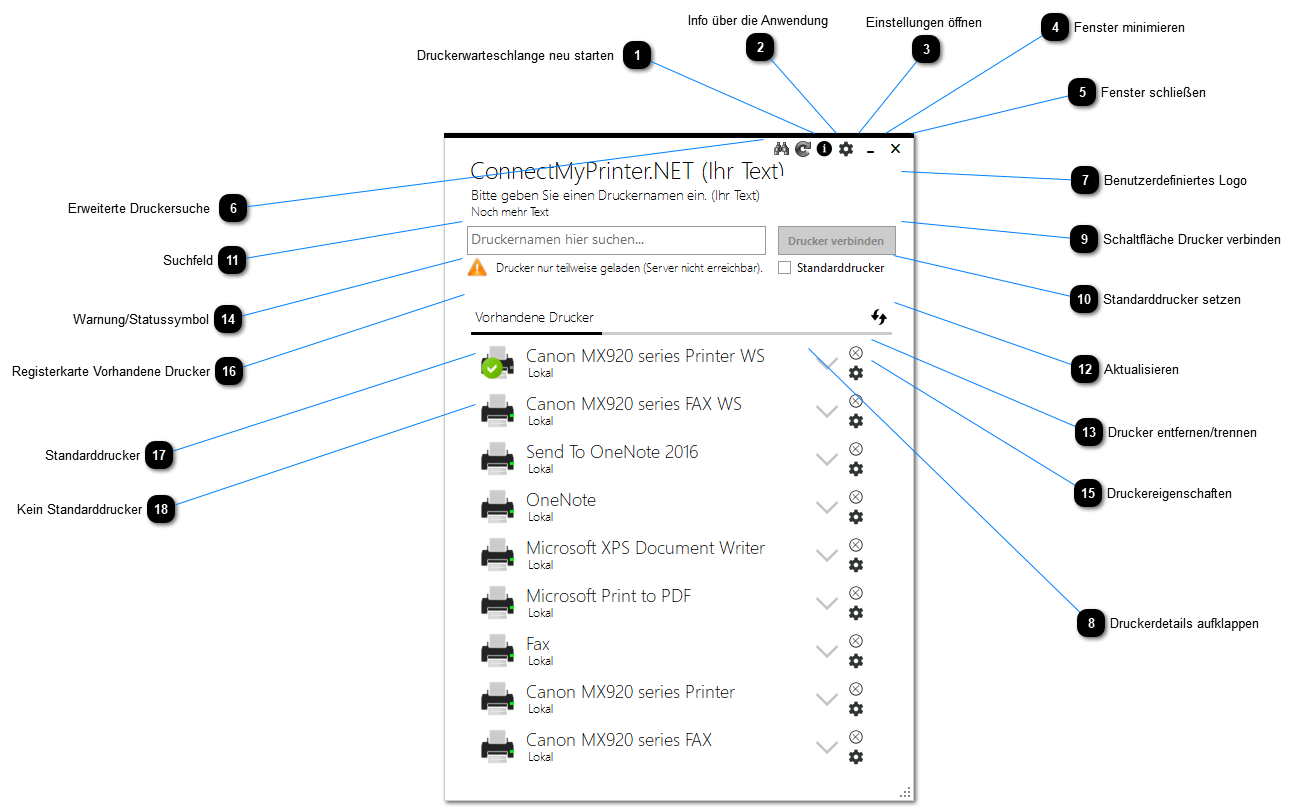 Info über die Anwendung
2
Einstellungen öffnen
3
4 Fenster minimieren
Druckerwarteschlange neu starten 1
5 Fenster schließen
ConnectMyPrinter.NET (Ihr Text)
Bitte geben Sie einen Druckernamen ein. (Ihr Text)
Noch mehr Text
7 Benutzerdefiniertes Logo
Erweiterte Druckersuche 6
Druckernamen hier suchen...
Drucker verbinden
9 Schaltfläche Drucker verbinden
Suchfeld 11
Drucker nur teilweise geladen (Server nicht erreichbar).
Standarddrucker
10 Standarddrucker setzen
Warnung/Statussymbol 14
Vorhandene Drucker
Registerkarte Vorhandene Drucker 16
12 Aktualisieren
Canon MX920 series Printer WS
Lokal
Canon MX920 series FAX WS
Lokal
13 Drucker entfernen/trennen
Standarddrucker 17
Send To OneNote 2016
Lokal
15 Druckereigenschaften
Kein Standarddrucker 18
OneNote
Lokal
Microsoft XPS Document Writer
Lokal
Microsoft Print to PDF
Lokal
8 Druckerdetails aufklappen
Fax
Lokal
Canon MX920 series Printer
Lokal
Canon MX920 series FAX
Lokal